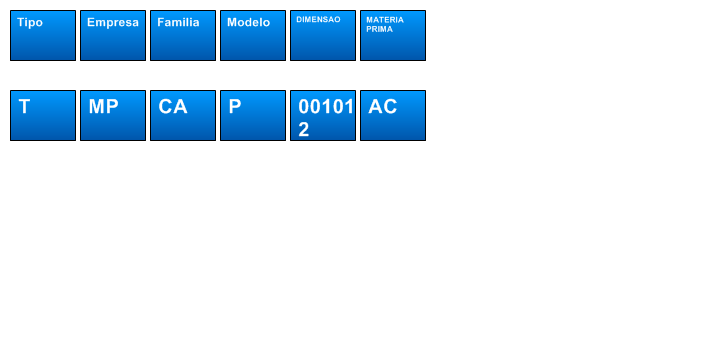 Tipo Empresa Familia Modelo DIMENSAO MATERIA
PRIMA
T MP CA P 00101 AC
2